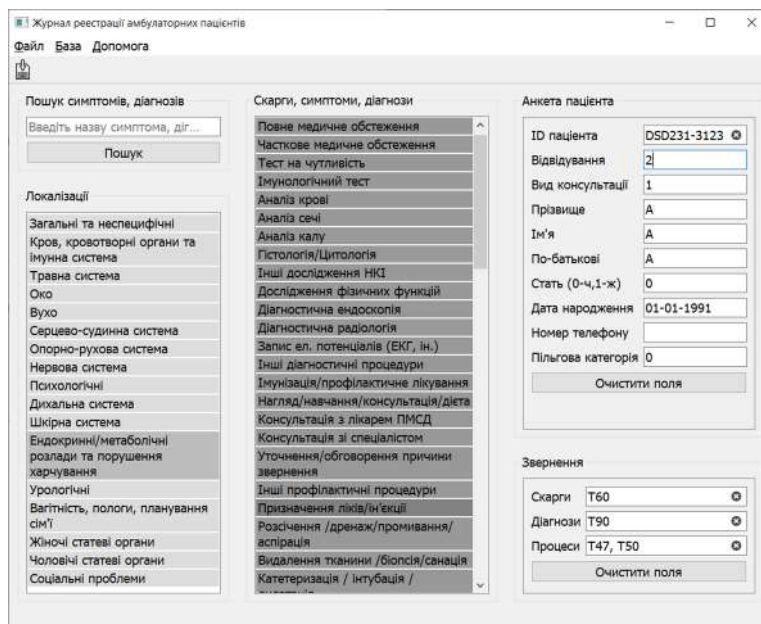 Журнал реєстрації амбулаторних пацієнтів
Файл База Допомога
Пошук симптомів, діагнозів
Введіть назву симптома, діг...
Пошук
Локалізації
Загальні та неспецифічні
Кров, кровотворні органи та
імунна система
Травна система
Око
Вухо
Серцево-судинна система
Опорно-рухова система
Нервова система
Психологічні
Дихальна система
Шкірна система
Ендокринні/метаболічні
розлади та порушення
харчування
Урологічні
Вагітність, пологи, планування
сім'ї
Жіночі статеві органи
Чоловічі статеві органи
Соціальні проблеми
Скарги, симптоми, діагнози
Повне медичне обстеження
Часткове медичне обстеження
Тест на чутливість
Імунологічний тест
Аналіз крові
Аналіз сечі
Аналіз калу
Гістологія/Цитологія
Інші дослідження НКІ
Дослідження фізичних функцій
Діагностична ендоскопія
Діагностична радіологія
Запис ел. потенціалів (ЕКГ, ін.)
Інші діагностичні процедури
Імунізація/профілактичне лікування
Нагляд/навчання/консультація/дієта
Консультація з лікарем ПМСД
Консультація зі спеціалістом
Уточнення/обговорення причини
звернення
Інші профілактичні процедури
Призначення ліків/ін'єкції
Розсічення /дренаж/промивання/
аспірація
Видалення тканини /біопсія/санація
Катетеризація / інтубація /
Анкета пацієнта
ID пацієнта DSD231-3123
Відвідування 2
Вид консультації 1
Прізвище А
Ім'я А
По-батькові А
Стать (0-ч,1-ж) 0
Дата народження 01-01-1991
Номер телефону
Пільгова категорія 0
Очистити поля
Звернення
Скарги T60
Діагнози T90
Процеси T47, T50
Очистити поля